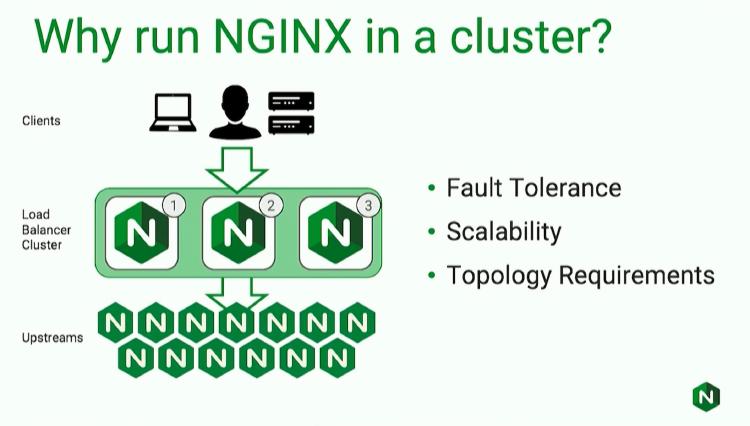 Why run NGINX in a cluster?
Clients
Load
Balancer
Cluster
1
2
3
N
N
N
• Fault Tolerance
• Scalability
• Topology Requirements
Upstreams
N N N N N N N
N N N N N N
N